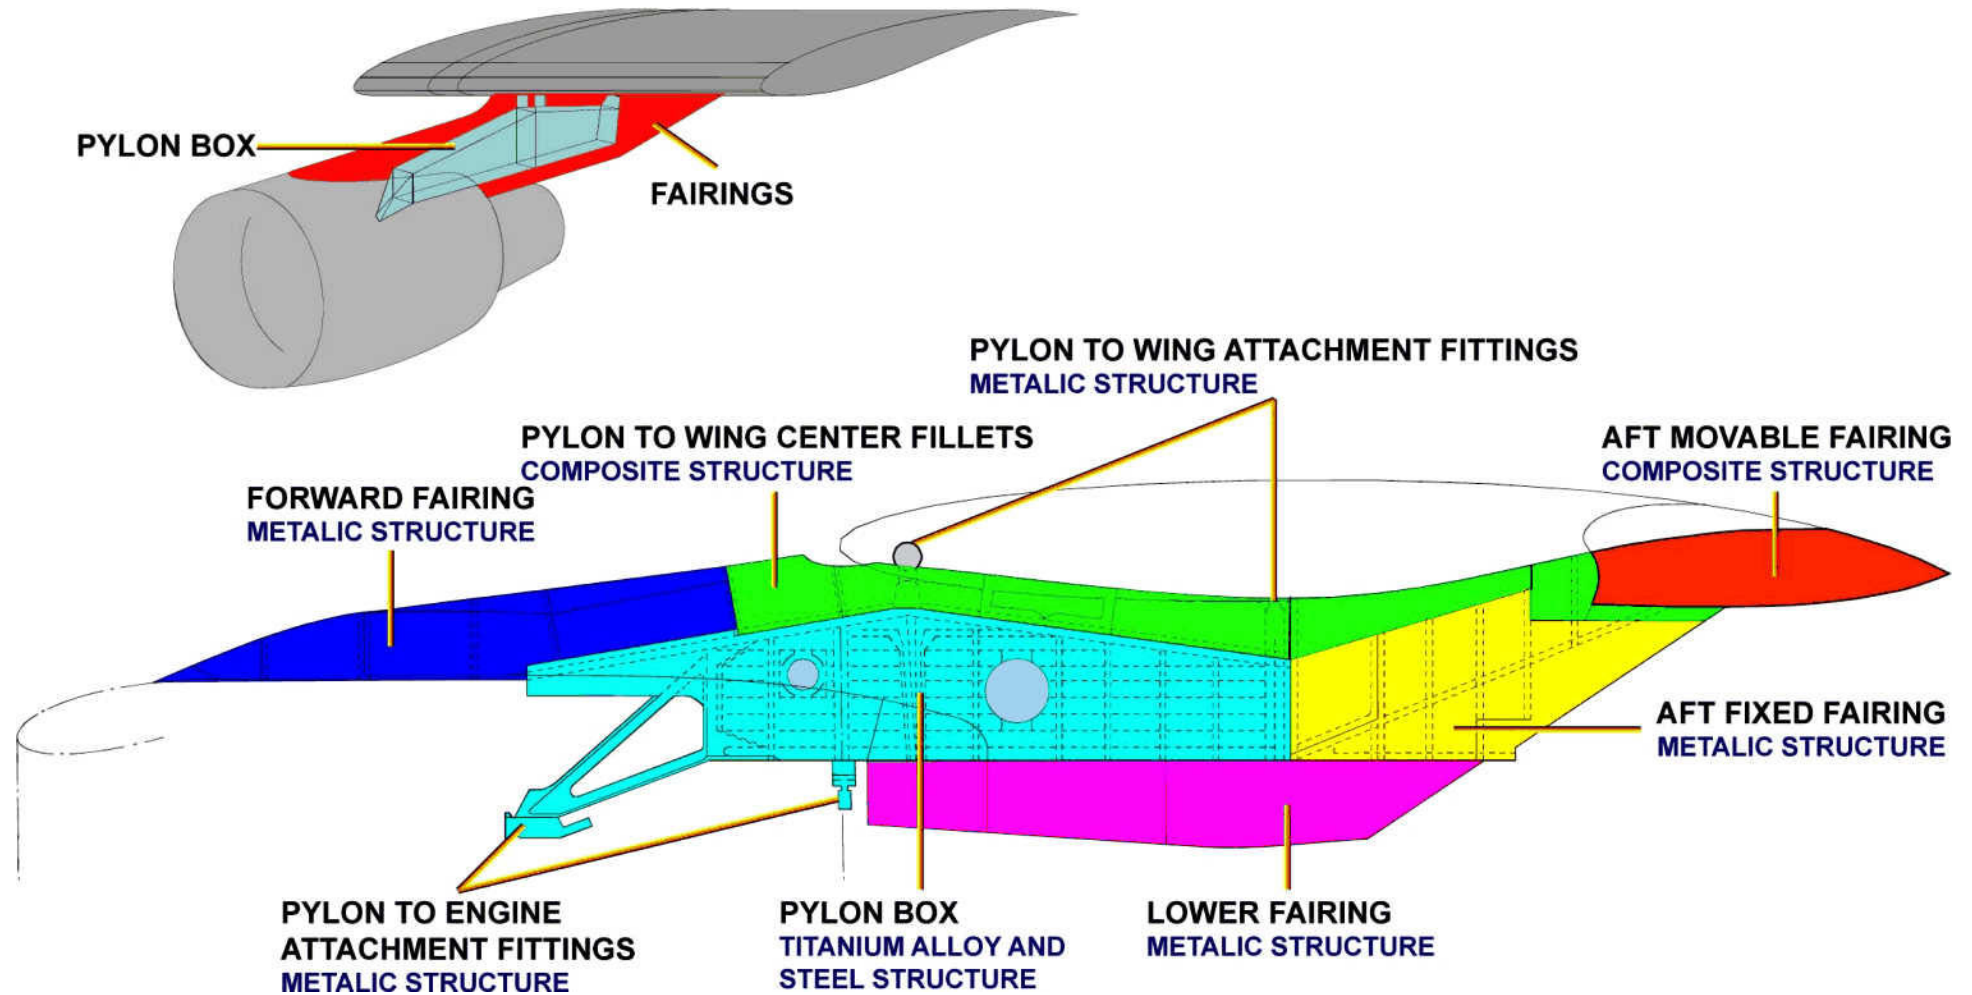 PYLON BOX
FAIRINGS
PYLON TO WING ATTACHMENT FITTINGS
METALIC STRUCTURE
PYLON TO WING CENTER FILLETS
COMPOSITE STRUCTURE
AFT MOVABLE FAIRING
COMPOSITE STRUCTURE
FORWARD FAIRING
METALIC STRUCTURE
AFT FIXED FAIRING
METALIC STRUCTURE
PYLON TO ENGINE
ATTACHMENT FITTINGS
METALIC STRUCTURE
PYLON BOX
TITANIUM ALLOY AND
STEEL STRUCTURE
LOWER FAIRING
METALIC STRUCTURE